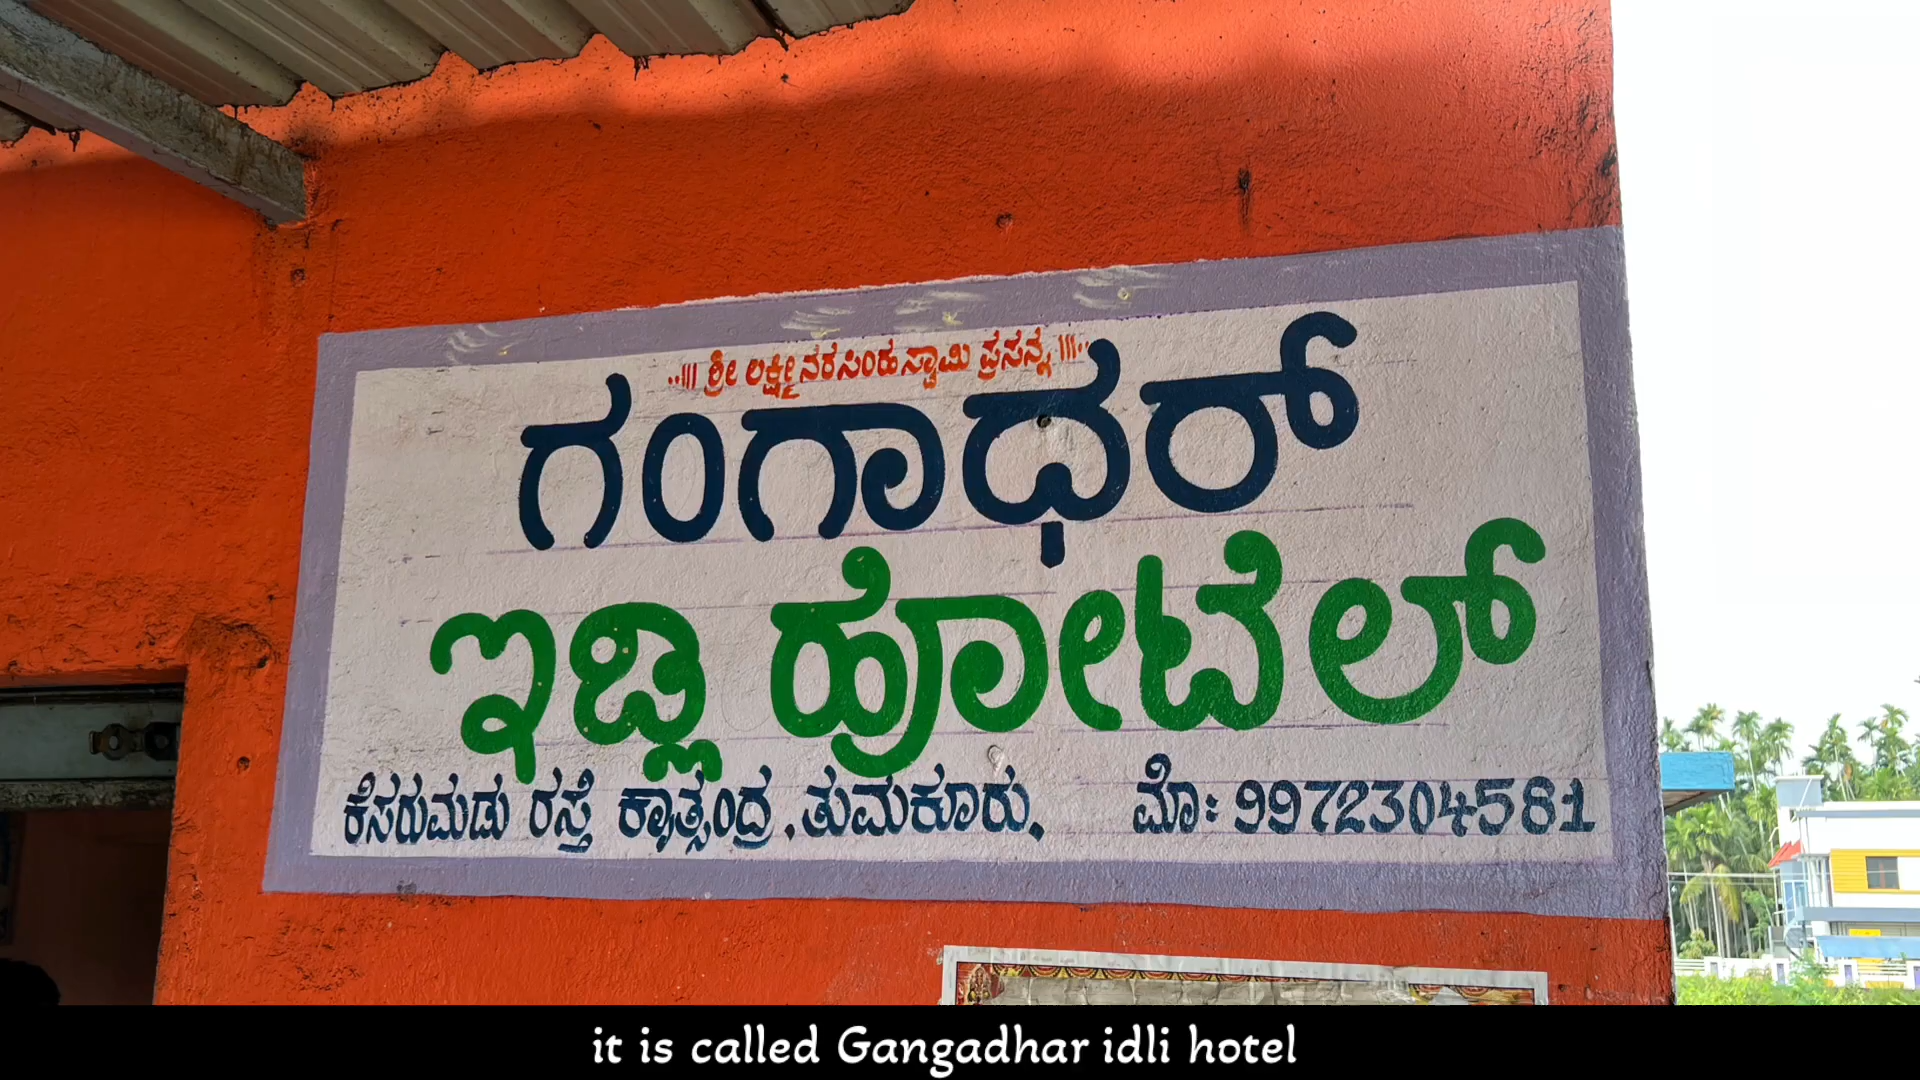 ..||| ಶ್ರೀ ಲಕ್ಷ್ಮೀನರಸಿಂಹಸ್ವಾಮಿ ಪ್ರಸನ್ನ |||..
ಗಂಗಾಧರ್
ಇಡ್ಲಿ ಹೋಟೆಲ್
ಕೆಸರುಮಡು ರಸ್ತೆ ಕ್ಯಾತ್ಸಂದ್ರ, ತುಮಕೂರು. ಮೊ: 9972304581
it is called Gangadhar idli hotel